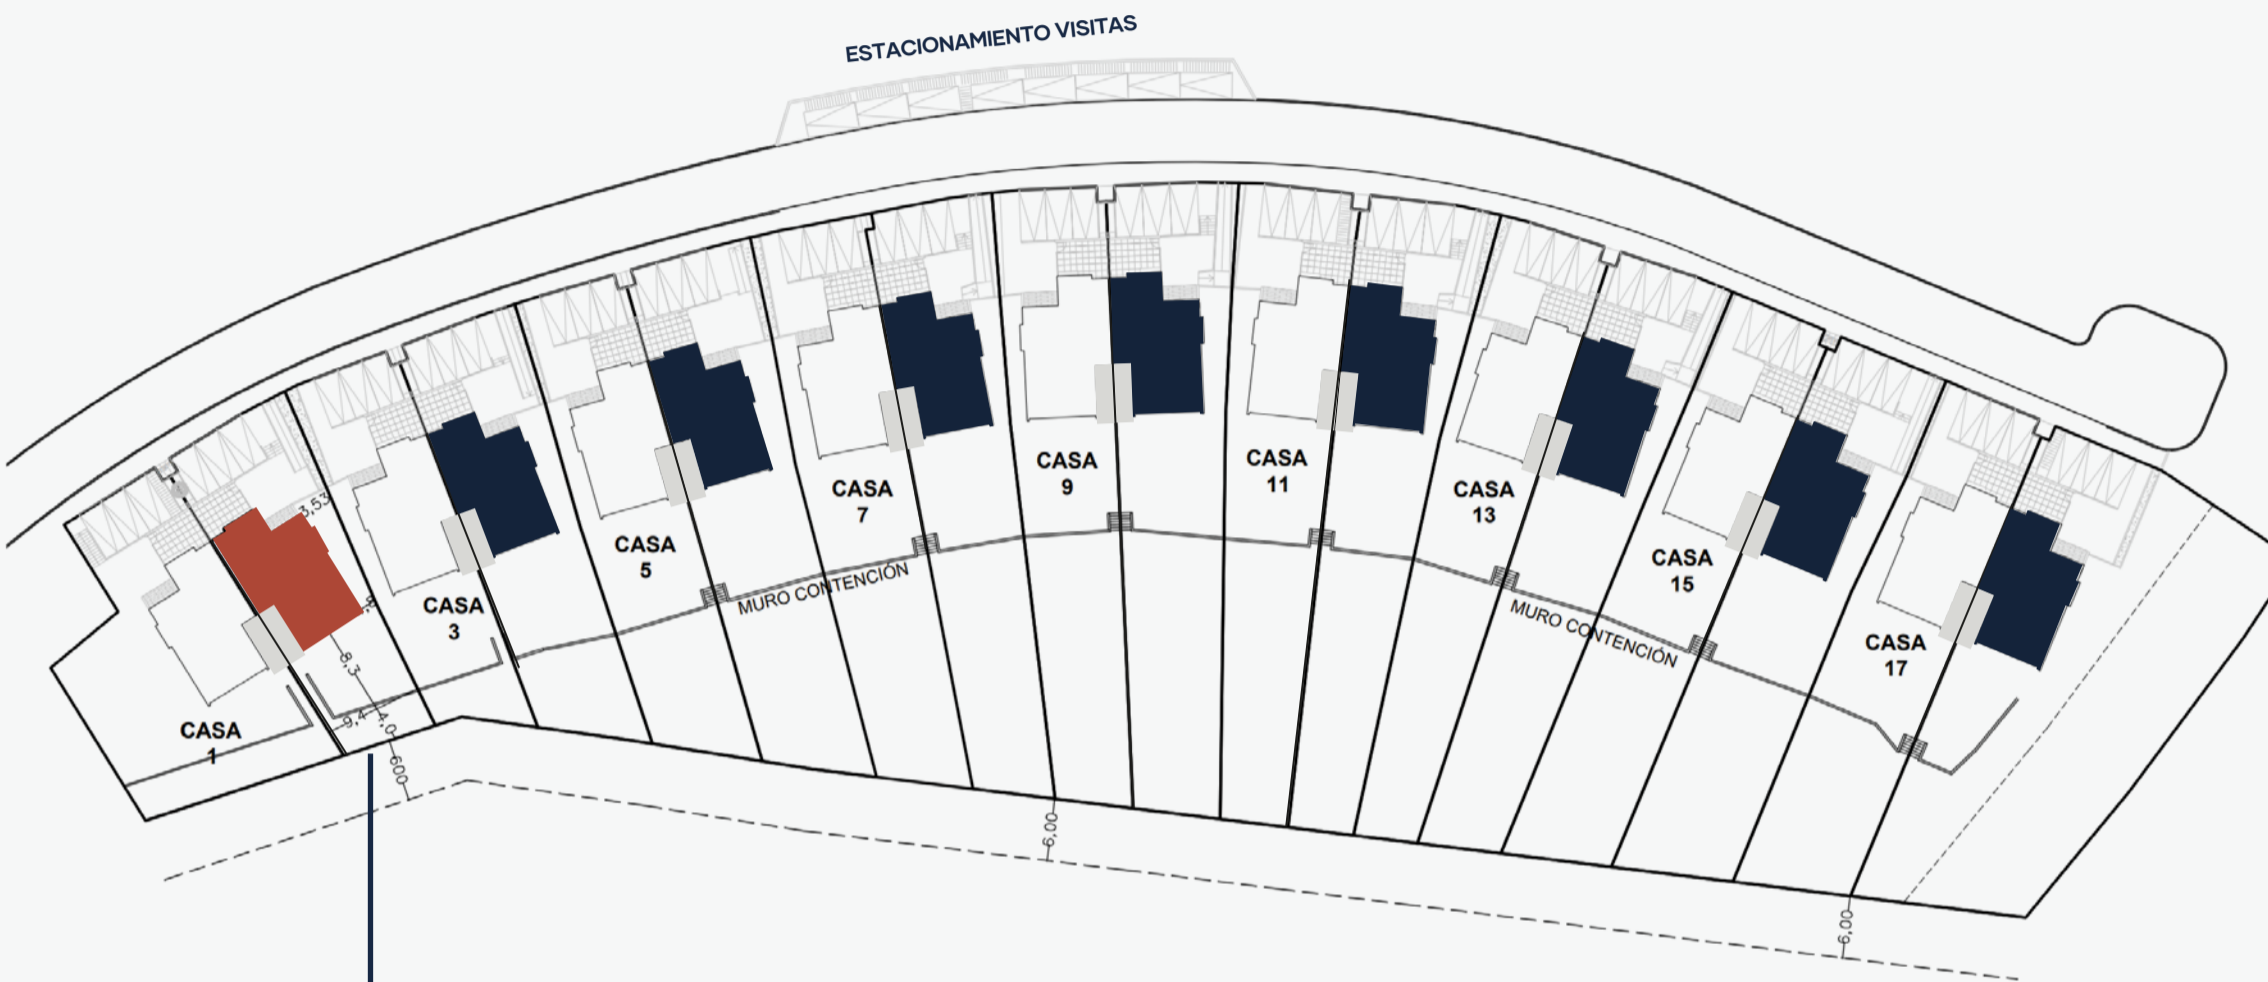 ESTACIONAMIENTO VISITAS
CASA
1
CASA
3
CASA
5
CASA
7
CASA
9
CASA
11
CASA
13
CASA
15
CASA
17
MURO CONTENCIÓN
MURO CONTENCIÓN
3,53
8,3
9,4
4,0
600
6,00
6,00